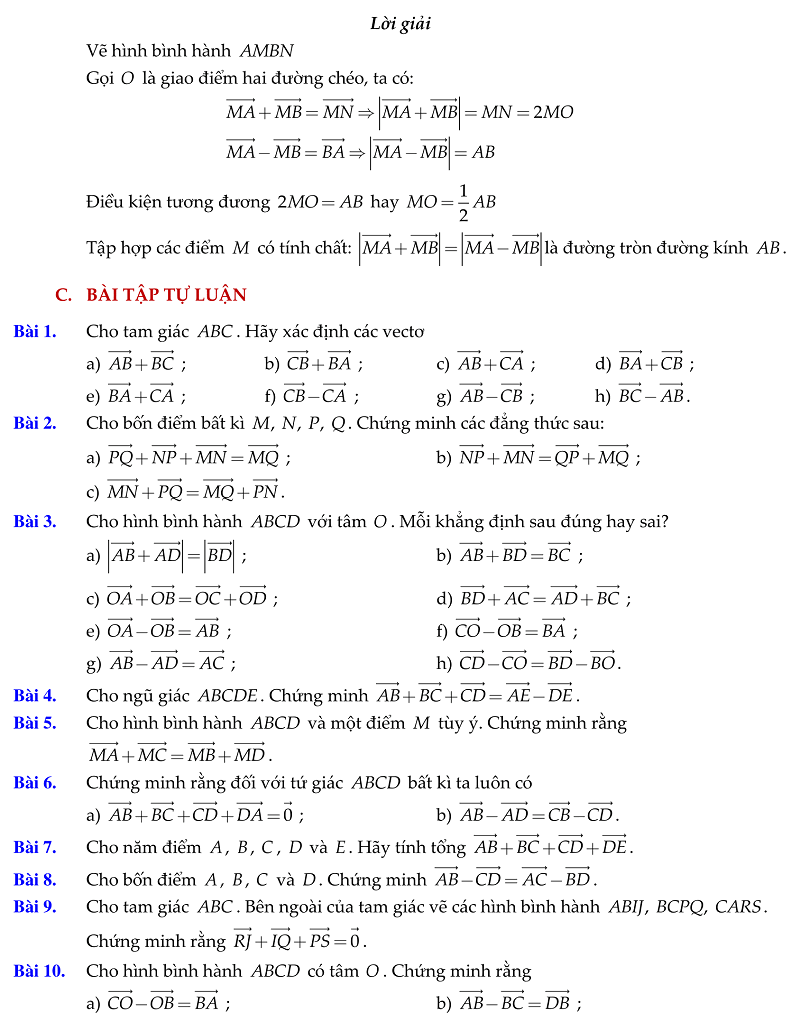 Lời giải
Vẽ hình bình hành AMBN
Gọi O là giao điểm hai đường chéo, ta có:
$\overrightarrow{MA}+\overrightarrow{MB}=\overrightarrow{MN}\Rightarrow|\overrightarrow{MA}+\overrightarrow{MB}|=MN=2MO$
$\overrightarrow{MA}-\overrightarrow{MB}=\overrightarrow{BA}\Rightarrow|\overrightarrow{MA}-\overrightarrow{MB}|=AB$
Điều kiện tương đương $2MO=AB$ hay $MO=\frac{1}{2}AB$
Tập hợp các điểm M có tính chất: $|\overrightarrow{MA}+\overrightarrow{MB}|=|\overrightarrow{MA}-\overrightarrow{MB}|$ là đường tròn đường kính AB.
C. BÀI TẬP TỰ LUẬN
Bài 1. Cho tam giác ABC. Hãy xác định các vectơ
a) $\overrightarrow{AB}+\overrightarrow{BC}$ ; b) $\overrightarrow{CB}+\overrightarrow{BA}$ ; c) $\overrightarrow{AB}+\overrightarrow{CA}$ ; d) $\overrightarrow{BA}+\overrightarrow{CB}$ ;
e) $\overrightarrow{BA}+\overrightarrow{CA}$ ; f) $\overrightarrow{CB}-\overrightarrow{CA}$ ; g) $\overrightarrow{AB}-\overrightarrow{CB}$ ; h) $\overrightarrow{BC}-\overrightarrow{AB}$.
Bài 2. Cho bốn điểm bất kì M, N, P, Q. Chứng minh các đẳng thức sau:
a) $\overrightarrow{PQ}+\overrightarrow{NP}+\overrightarrow{MN}=\overrightarrow{MQ}$ ; b) $\overrightarrow{NP}+\overrightarrow{MN}=\overrightarrow{QP}+\overrightarrow{MQ}$ ;
c) $\overrightarrow{MN}+\overrightarrow{PQ}=\overrightarrow{MQ}+\overrightarrow{PN}$.
Bài 3. Cho hình bình hành ABCD với tâm O. Mỗi khẳng định sau đúng hay sai?
a) $|\overrightarrow{AB}+\overrightarrow{AD}|=|\overrightarrow{BD}|$ ; b) $\overrightarrow{AB}+\overrightarrow{BD}=\overrightarrow{BC}$ ;
c) $\overrightarrow{OA}+\overrightarrow{OB}=\overrightarrow{OC}+\overrightarrow{OD}$ ; d) $\overrightarrow{BD}+\overrightarrow{AC}=\overrightarrow{AD}+\overrightarrow{BC}$ ;
e) $\overrightarrow{OA}-\overrightarrow{OB}=\overrightarrow{AB}$ ; f) $\overrightarrow{CO}-\overrightarrow{OB}=\overrightarrow{BA}$ ;
g) $\overrightarrow{AB}-\overrightarrow{AD}=\overrightarrow{AC}$ ; h) $\overrightarrow{CD}-\overrightarrow{CO}=\overrightarrow{BD}-\overrightarrow{BO}$.
Bài 4. Cho ngũ giác ABCDE. Chứng minh $\overrightarrow{AB}+\overrightarrow{BC}+\overrightarrow{CD}=\overrightarrow{AE}-\overrightarrow{DE}$.
Bài 5. Cho hình bình hành ABCD và một điểm M tùy ý. Chứng minh rằng
$\overrightarrow{MA}+\overrightarrow{MC}=\overrightarrow{MB}+\overrightarrow{MD}$.
Bài 6. Chứng minh rằng đối với tứ giác ABCD bất kì ta luôn có
a) $\overrightarrow{AB}+\overrightarrow{BC}+\overrightarrow{CD}+\overrightarrow{DA}=\vec{0}$ ; b) $\overrightarrow{AB}-\overrightarrow{AD}=\overrightarrow{CB}-\overrightarrow{CD}$.
Bài 7. Cho năm điểm A, B, C, D và E. Hãy tính tổng $\overrightarrow{AB}+\overrightarrow{BC}+\overrightarrow{CD}+\overrightarrow{DE}$.
Bài 8. Cho bốn điểm A, B, C và D. Chứng minh $\overrightarrow{AB}-\overrightarrow{CD}=\overrightarrow{AC}-\overrightarrow{BD}$.
Bài 9. Cho tam giác ABC. Bên ngoài của tam giác vẽ các hình bình hành ABIJ, BCPQ, CARS.
Chứng minh rằng $\overrightarrow{RJ}+\overrightarrow{IQ}+\overrightarrow{PS}=\vec{0}$.
Bài 10. Cho hình bình hành ABCD có tâm O. Chứng minh rằng
a) $\overrightarrow{CO}-\overrightarrow{OB}=\overrightarrow{BA}$ ; b) $\overrightarrow{AB}-\overrightarrow{BC}=\overrightarrow{DB}$ ;